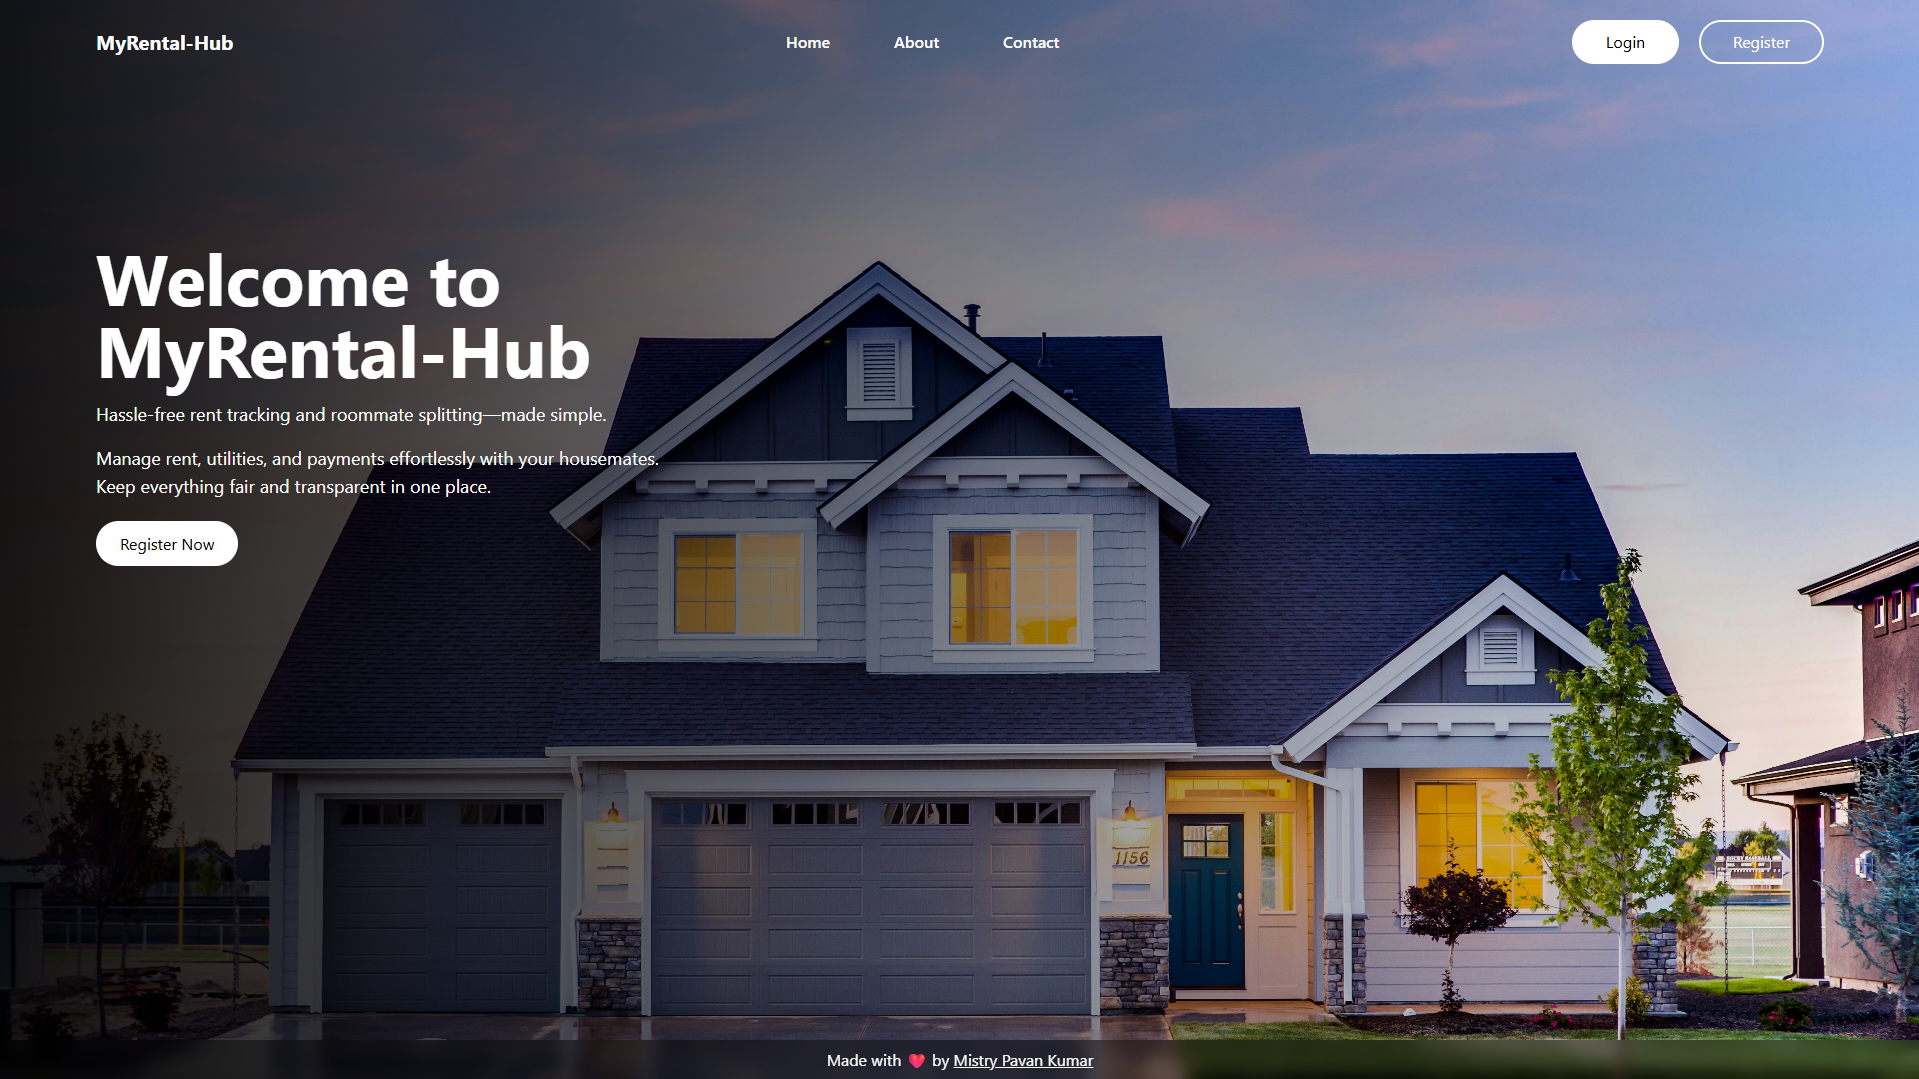 MyRental-Hub
Home
About
Contact
Login
Register
Welcome to
MyRental-Hub
Hassle-free rent tracking and roommate splitting—made simple.
Manage rent, utilities, and payments effortlessly with your housemates.
Keep everything fair and transparent in one place.
Register Now
1156
Made with ❤️ by Mistry Pavan Kumar